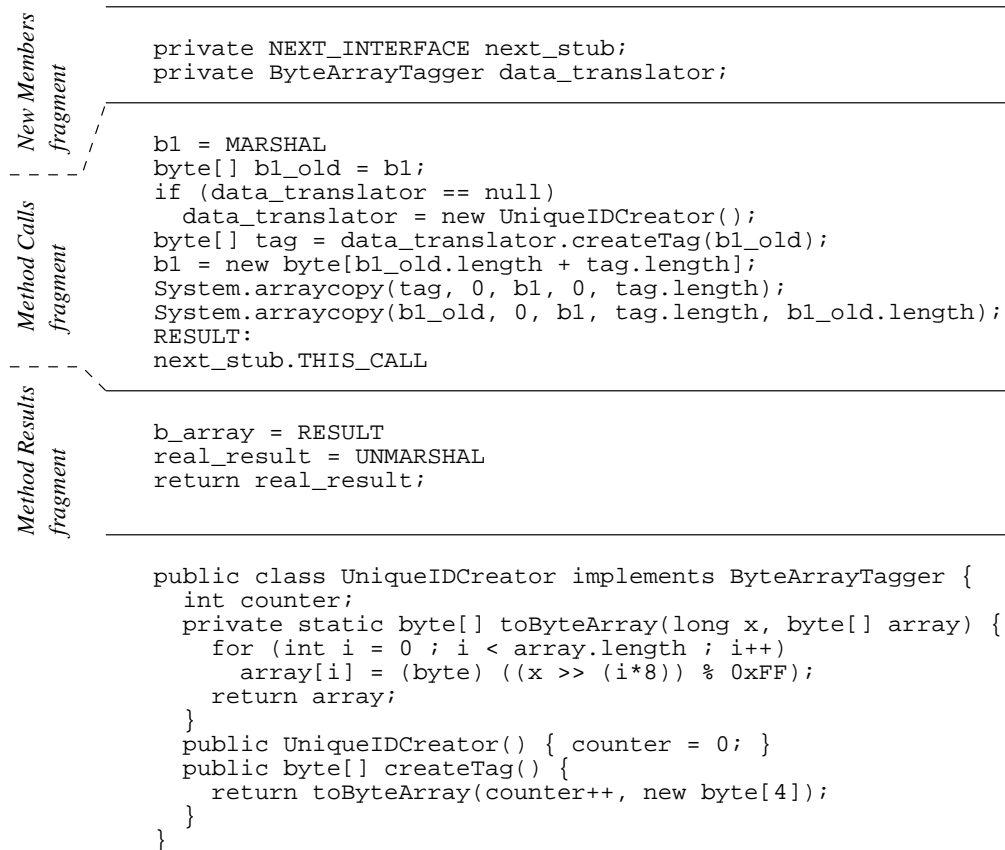 New Members
fragment
private NEXT_INTERFACE next_stub;
private ByteArrayTagger data_translator;
Method Calls
fragment
b1 = MARSHAL
byte[] b1_old = b1;
if (data_translator == null)
  data_translator = new UniqueIDCreator();
byte[] tag = data_translator.createTag(b1_old);
b1 = new byte[b1_old.length + tag.length];
System.arraycopy(tag, 0, b1, 0, tag.length);
System.arraycopy(b1_old, 0, b1, tag.length, b1_old.length);
RESULT:
next_stub.THIS_CALL
Method Results
fragment
b_array = RESULT
real_result = UNMARSHAL
return real_result;
public class UniqueIDCreator implements ByteArrayTagger {
  int counter;
  private static byte[] toByteArray(long x, byte[] array) {
    for (int i = 0 ; i < array.length ; i++)
      array[i] = (byte) ((x >> (i*8)) % 0xFF);
    return array;
  }
  public UniqueIDCreator() { counter = 0; }
  public byte[] createTag() {
    return toByteArray(counter++, new byte[4]);
  }
}